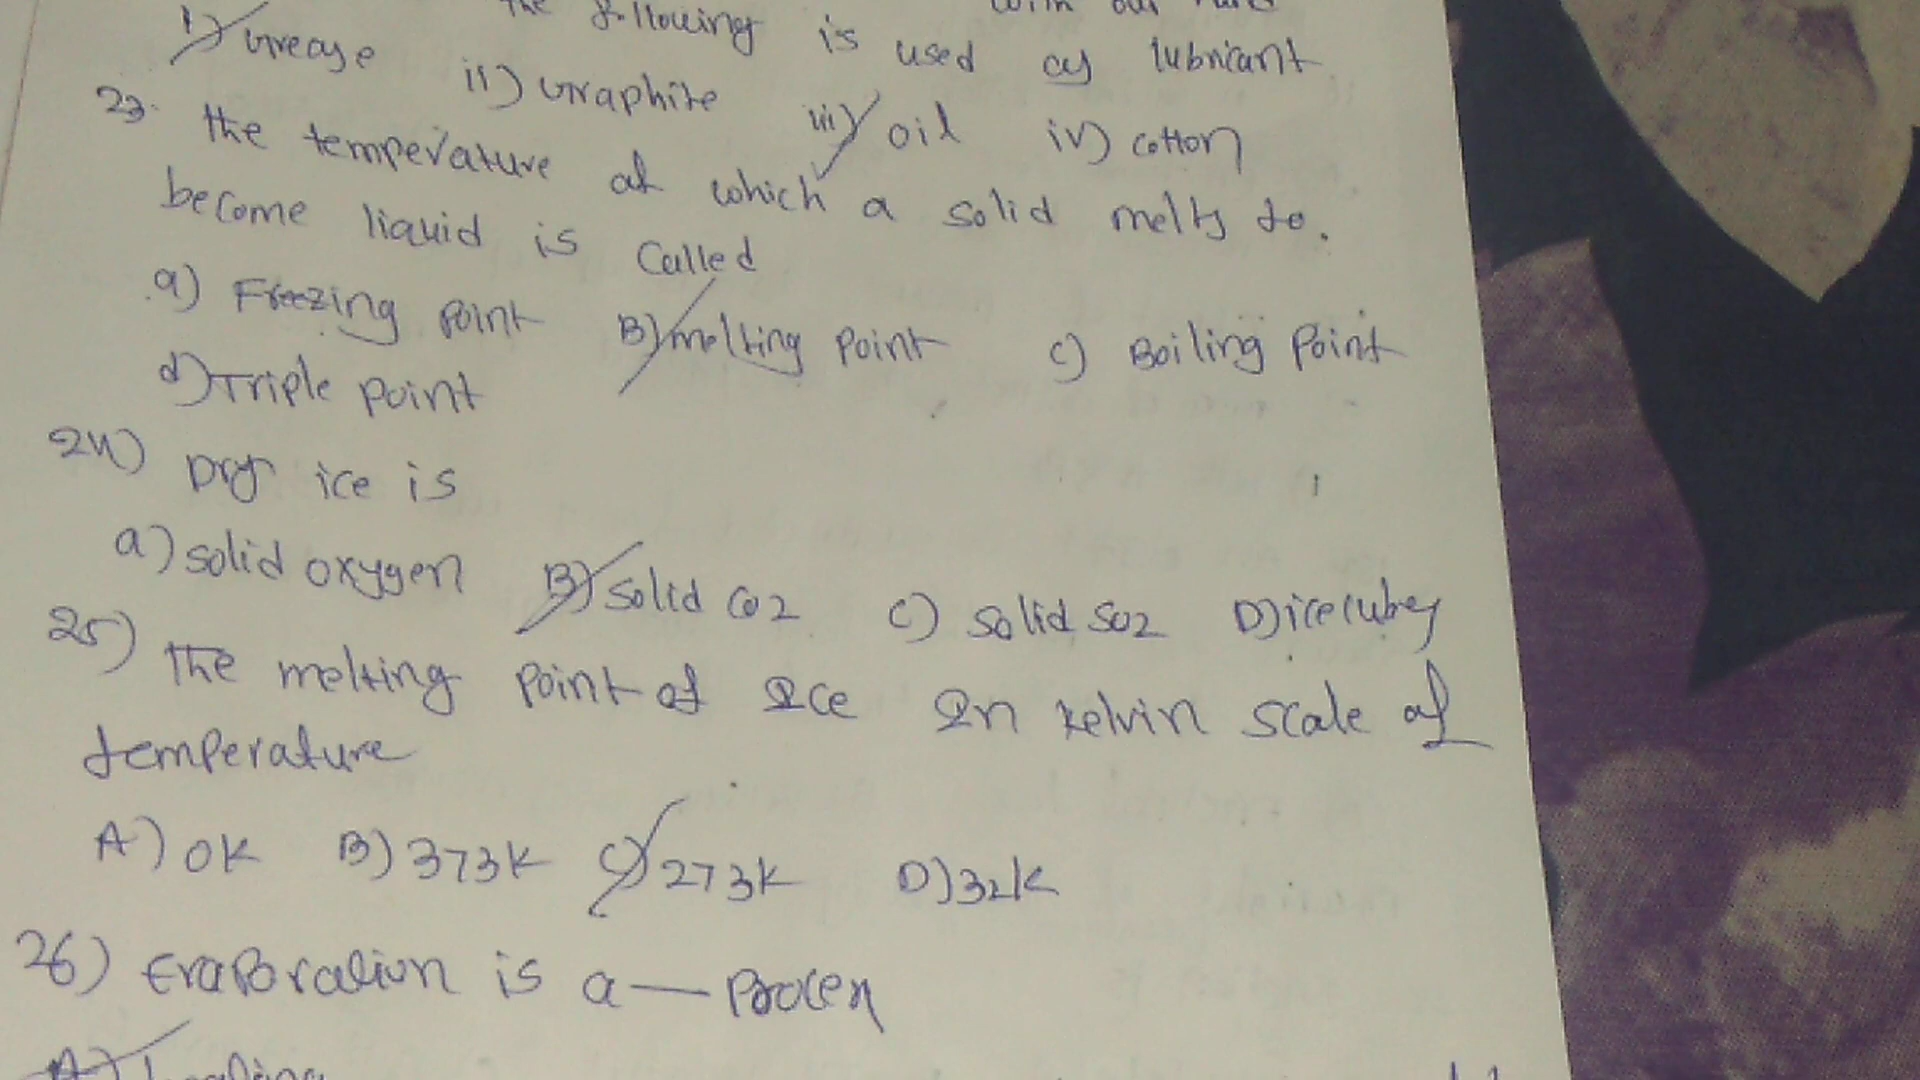 the following is used as lubricant
i) Grease ii) Graphite iii) oil iv) cotton
23. the temperature at which a solid melts to.
become liquid is Called
a) Freezing Point B) melting Point c) Boiling Point
d) Triple Point
24) Dry ice is
a) solid oxygen B) Solid CO2 C) Solid SO2 D) icecubes
25) The melting Point of Ice In kelvin Scale of
temperature
A) 0K B) 373K C) 273K D) 32K
26) Evaporation is a — Process
A)